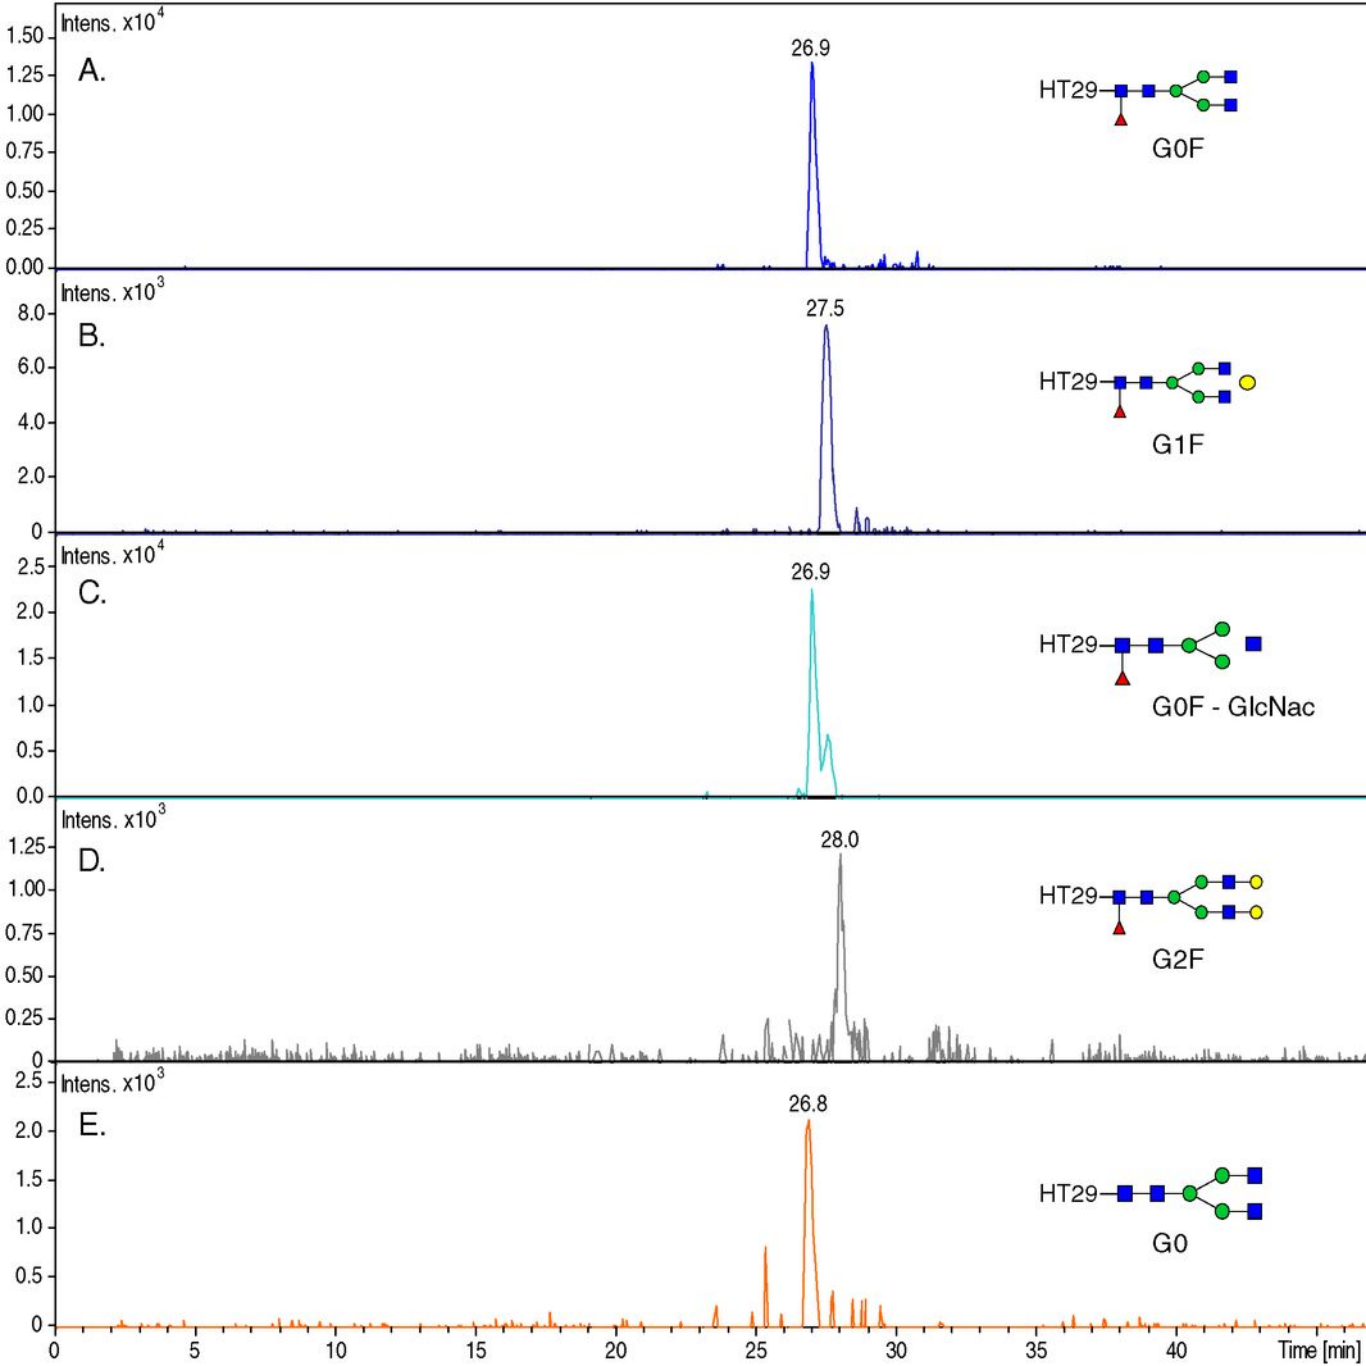 Intens. x10⁴
1.50
1.25
1.00
0.75
0.50
0.25
0.00
A.
26.9
HT29
G0F
Intens. x10³
8.0
6.0
4.0
2.0
0
B.
27.5
HT29
G1F
Intens. x10⁴
2.5
2.0
1.5
1.0
0.5
0.0
C.
26.9
HT29
G0F - GlcNac
Intens. x10³
1.25
1.00
0.75
0.50
0.25
0
D.
28.0
HT29
G2F
Intens. x10³
2.5
2.0
1.5
1.0
0.5
0
E.
26.8
HT29
G0
0 5 10 15 20 25 30 35 40 Time [min]